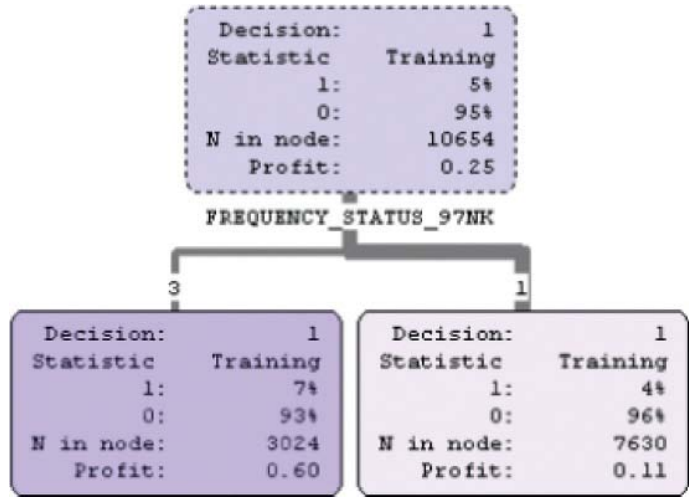 Decision: 1
Statistic Training
1: 5%
0: 95%
N in node: 10654
Profit: 0.25
FREQUENCY_STATUS_97NK
3
1
Decision: 1
Statistic Training
1: 7%
0: 93%
N in node: 3024
Profit: 0.60
Decision: 1
Statistic Training
1: 4%
0: 96%
N in node: 7630
Profit: 0.11